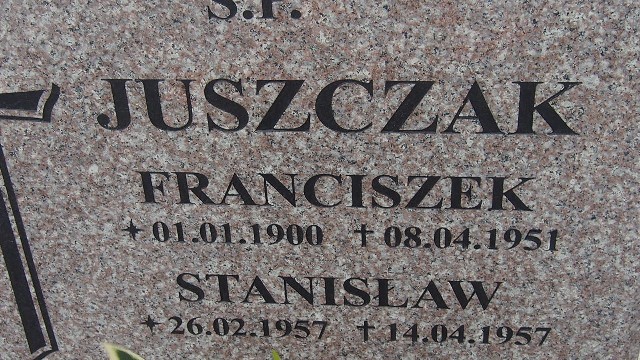 Ś.P.
JUSZCZAK
FRANCISZEK
01.01.1900 † 08.04.1951
STANISŁAW
26.02.1957 † 14.04.1957